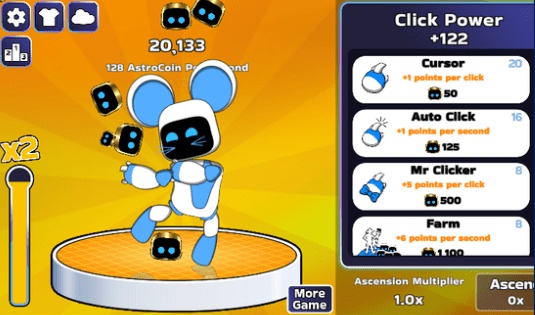 20,133
128 AstroCoin Per Second
X2
More
Game
Click Power
+122
Cursor
20
+1 points per click
50
Auto Click
16
+1 points per second
125
Mr Clicker
8
+5 points per click
500
Farm
8
+6 points per second
1,100
Ascension Multiplier
1.0x
Ascen
0x